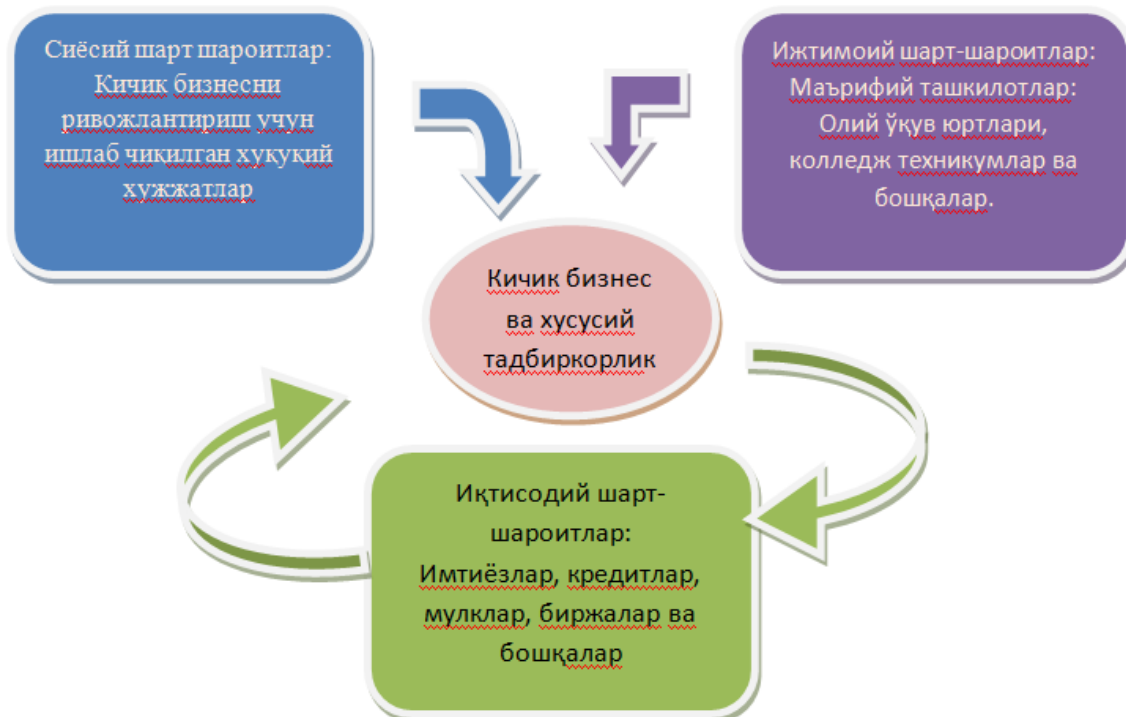 Сиёсий шарт шароитлар:
Кичик бизнесни
ривожлантириш учун
ишлаб чиқилган хуқуқий
хужжатлар
Ижтимоий шарт-шароитлар:
Маърифий ташкилотлар:
Олий ўқув юртлари,
колледж техникумлар ва
бошқалар.
Кичик бизнес
ва хусусий
тадбиркорлик
Иқтисодий шарт-
шароитлар:
Имтиёзлар, кредитлар,
мулклар, биржалар ва
бошқалар